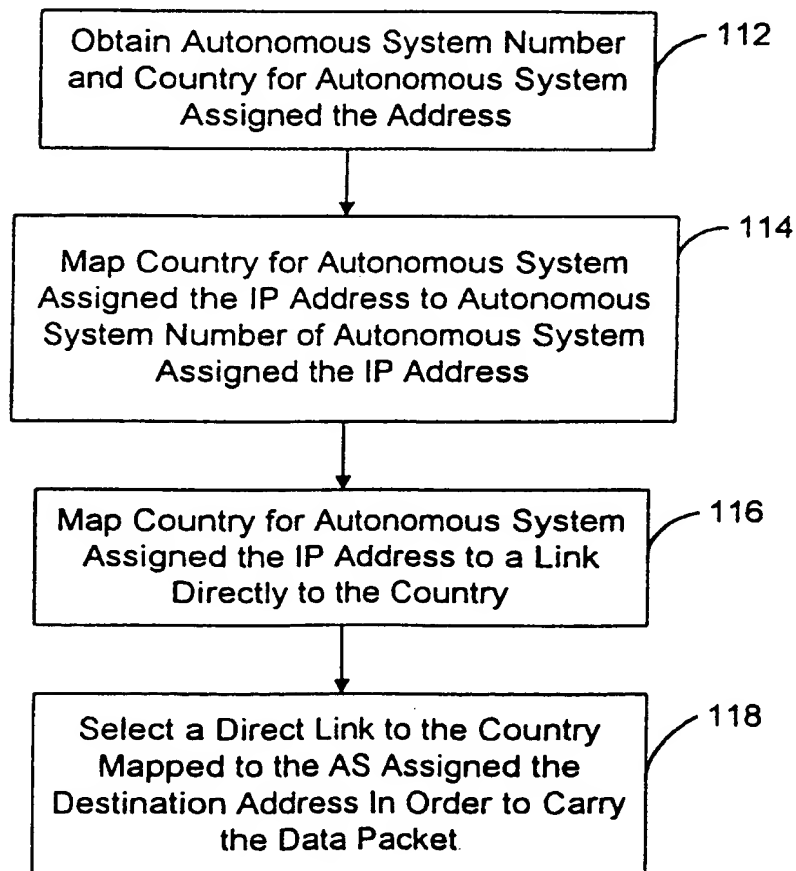 Obtain Autonomous System Number
and Country for Autonomous System
Assigned the Address
112
Map Country for Autonomous System
Assigned the IP Address to Autonomous
System Number of Autonomous System
Assigned the IP Address
114
Map Country for Autonomous System
Assigned the IP Address to a Link
Directly to the Country
116
Select a Direct Link to the Country
Mapped to the AS Assigned the
Destination Address In Order to Carry
the Data Packet
118